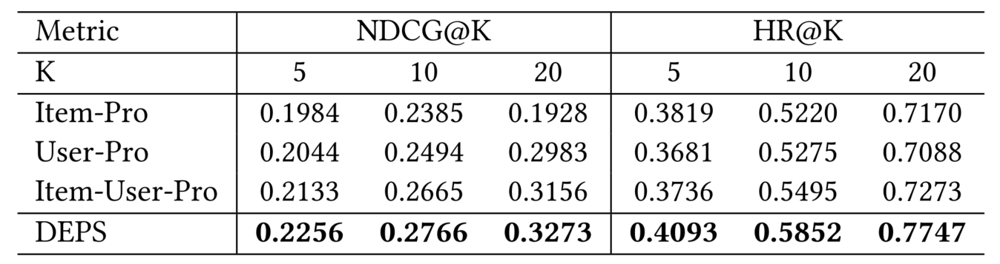 Metric NDCG@K HR@K
K 5 10 20 5 10 20
Item-Pro 0.1984 0.2385 0.1928 0.3819 0.5220 0.7170
User-Pro 0.2044 0.2494 0.2983 0.3681 0.5275 0.7088
Item-User-Pro 0.2133 0.2665 0.3156 0.3736 0.5495 0.7273
DEPS 0.2256 0.2766 0.3273 0.4093 0.5852 0.7747